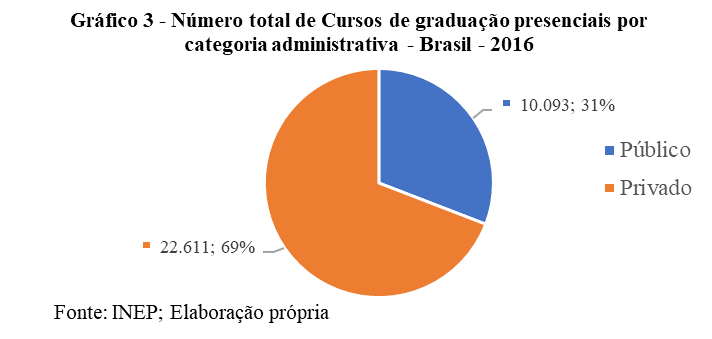 Gráfico 3 - Número total de Cursos de graduação presenciais por
categoria administrativa - Brasil - 2016
10.093; 31%
Público
Privado
22.611; 69%
Fonte: INEP; Elaboração própria